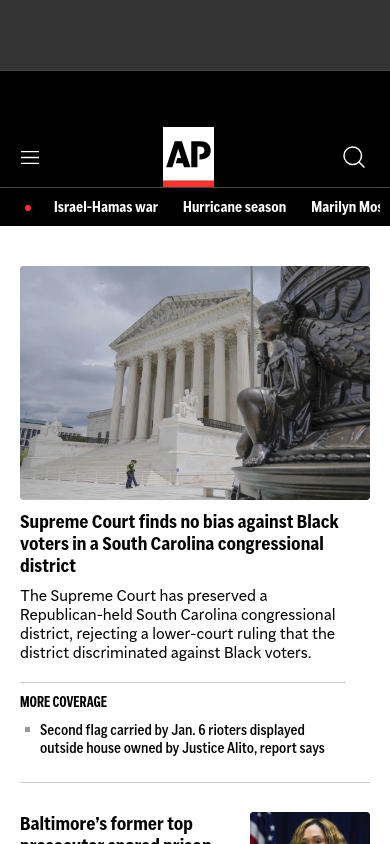 AP
Israel-Hamas war Hurricane season Marilyn Mos
Supreme Court finds no bias against Black
voters in a South Carolina congressional
district
The Supreme Court has preserved a
Republican-held South Carolina congressional
district, rejecting a lower-court ruling that the
district discriminated against Black voters.
MORE COVERAGE
Second flag carried by Jan. 6 rioters displayed
outside house owned by Justice Alito, report says
Baltimore's former top
prosecutor spared prison